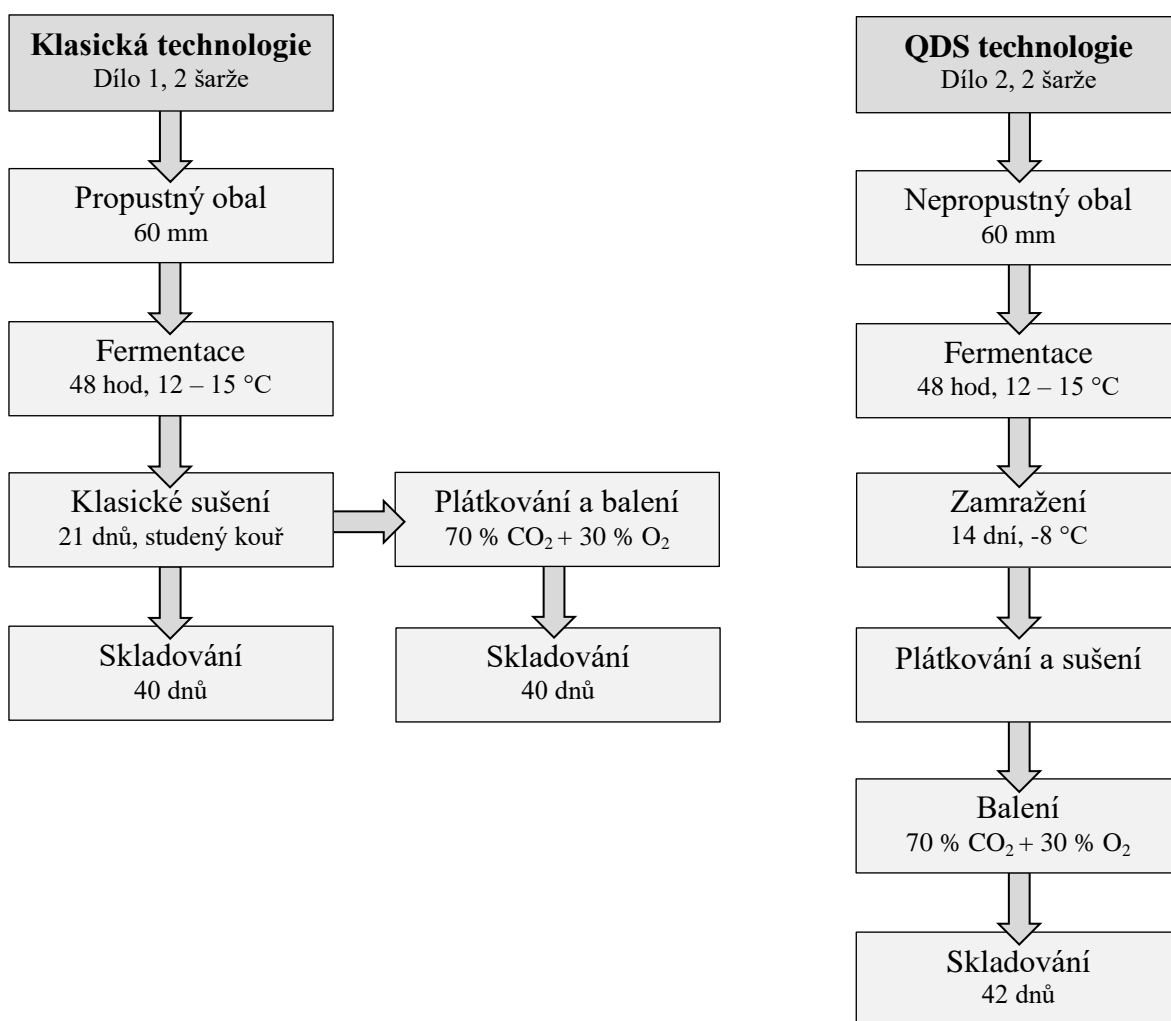 Klasická technologie
Dílo 1, 2 šarže
Propustný obal
60 mm
Fermentace
48 hod, 12 – 15 °C
Klasické sušení
21 dnů, studený kouř
Skladování
40 dnů
Plátkování a balení
70 % CO₂ + 30 % O₂
Skladování
40 dnů
QDS technologie
Dílo 2, 2 šarže
Nepropustný obal
60 mm
Fermentace
48 hod, 12 – 15 °C
Zamražení
14 dní, -8 °C
Plátkování a sušení
Balení
70 % CO₂ + 30 % O₂
Skladování
42 dnů